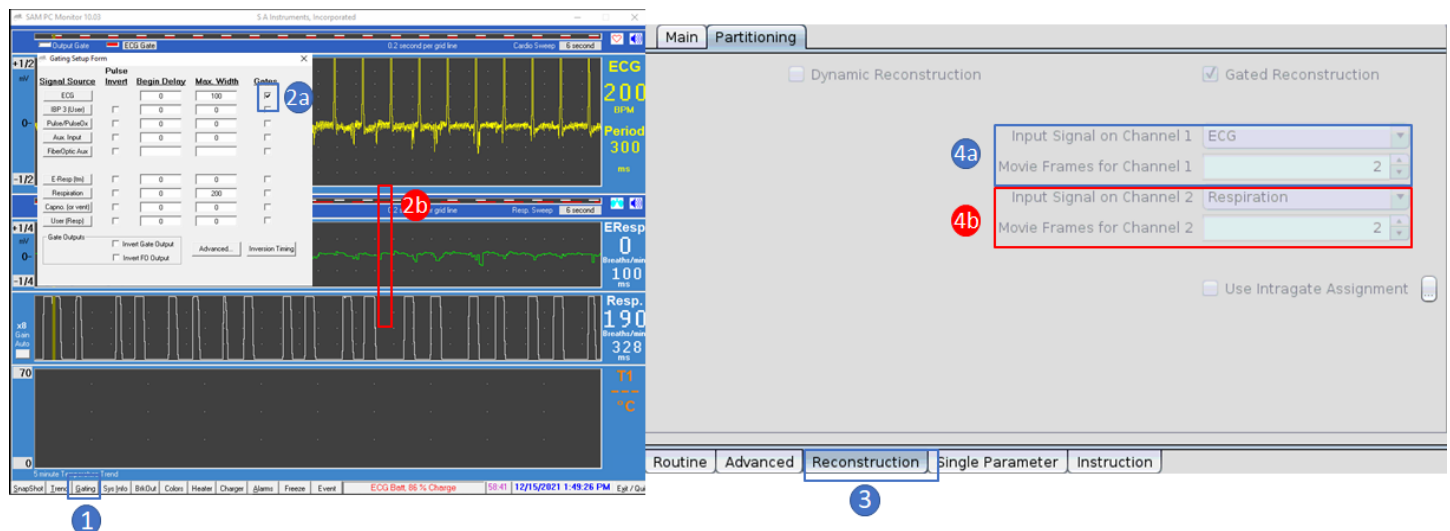 SAM PC Monitor 10.03 S A Instruments, Incorporated
Output Gate ECG Gate 0.2 second per grid line Cardio Sweep 6 second
Gating Setup Form
Pulse
Signal Source Invert Begin Delay Max. Width Gates
ECG 0 100
2a
IBP 3 (User) 0 0
Pulse/PulseOx 0 0
Aux. Input 0 0
FiberOptic Aux
E-Resp (Im) 0 0
Respiration 0 200
Capno. (or vent) 0 0
User (Resp) 0 0
Gate Outputs
Invert Gate Output
Invert FO Output
Advanced... Inversion Timing
+1/2
mV
0-
-1/2
ECG
200
BPM
Period
300
ms
2b
0.2 second per grid line Resp. Sweep 6 second
+1/4
mV
0-
-1/4
EResp
0
Breaths/min
100
ms
x8
Gain
Auto
Resp.
190
Breaths/min
328
ms
70
0
T1
---
°C
5 minute Temperature Trend
SnapShot Trend Gating Sys Info BrkOut Colors Heater Charger Alarms Freeze Event ECG Batt. 86 % Charge 58:41 12/15/2021 1:49:26 PM Exit / Qui
1
Main Partitioning
Dynamic Reconstruction Gated Reconstruction
4a
Input Signal on Channel 1 ECG
Movie Frames for Channel 1 2
4b
Input Signal on Channel 2 Respiration
Movie Frames for Channel 2 2
Use Intragate Assignment ...
Routine Advanced Reconstruction Single Parameter Instruction
3